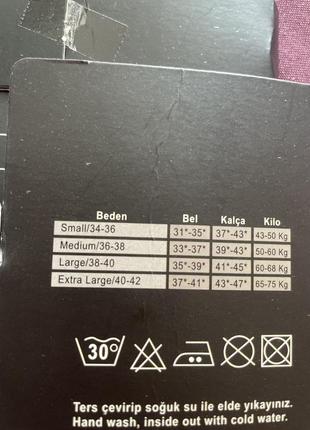 Beden Bel Kalça Kilo
Small/34-36 31"-35" 37"-43" 43-50 Kg
Medium/36-38 33"-37" 39"-43" 50-60 Kg
Large/38-40 35"-39" 41"-45" 60-68 Kg
Extra Large/40-42 37"-41" 43"-47" 65-75 Kg
30°
Ters çevirip soğuk su ile elde yıkayınız.
Hand wash, inside out with cold water.